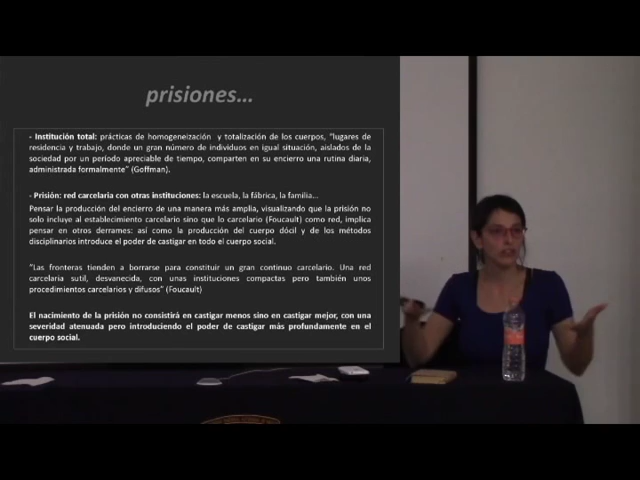 prisiones...
- Institución total: prácticas de homogeneización y totalización de los cuerpos, "lugares de
residencia y trabajo, donde un gran número de individuos en igual situación, aislados de la
sociedad por un período apreciable de tiempo, comparten en su encierro una rutina diaria,
administrada formalmente" (Goffman).
- Prisión: red carcelaria con otras instituciones: la escuela, la fábrica, la familia...
Pensar la producción del encierro de una manera más amplia, visualizando que la prisión no
solo incluye al establecimiento carcelario sino que lo carcelario (Foucault) como red, implica
pensar en otros derrames: así como la producción del cuerpo dócil y de los métodos
disciplinarios introduce el poder de castigar en todo el cuerpo social.
"Las fronteras tienden a borrarse para constituir un gran continuo carcelario. Una red
carcelaria sutil, desvanecida, con unas instituciones compactas pero también unos
procedimientos carcelarios y difusos" (Foucault)
El nacimiento de la prisión no consistirá en castigar menos sino en castigar mejor, con una
severidad atenuada pero introduciendo el poder de castigar más profundamente en el
cuerpo social.